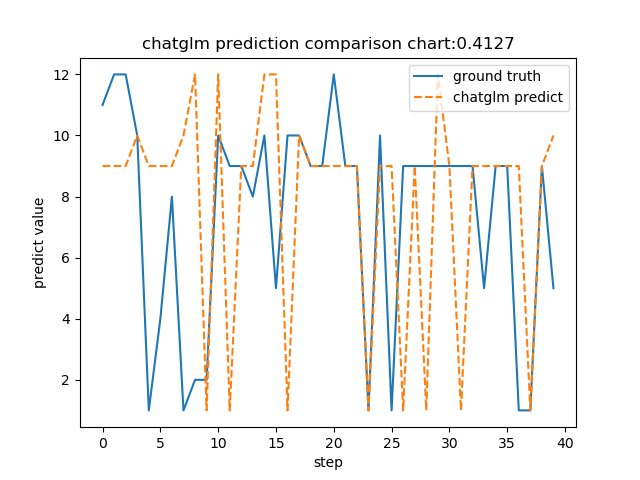 chatglm prediction comparison chart:0.4127
ground truth
chatglm predict
predict value
12
10
8
6
4
2
0 5 10 15 20 25 30 35 40
step